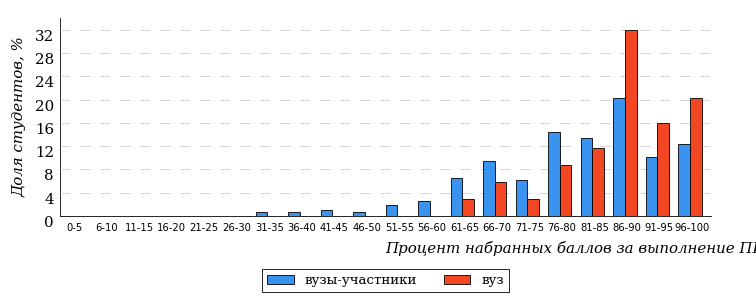 Доля студентов, %
32
28
24
20
16
12
8
4
0
0-5 6-10 11-15 16-20 21-25 26-30 31-35 36-40 41-45 46-50 51-55 56-60 61-65 66-70 71-75 76-80 81-85 86-90 91-95 96-100
Процент набранных баллов за выполнение
вузы-участники вуз